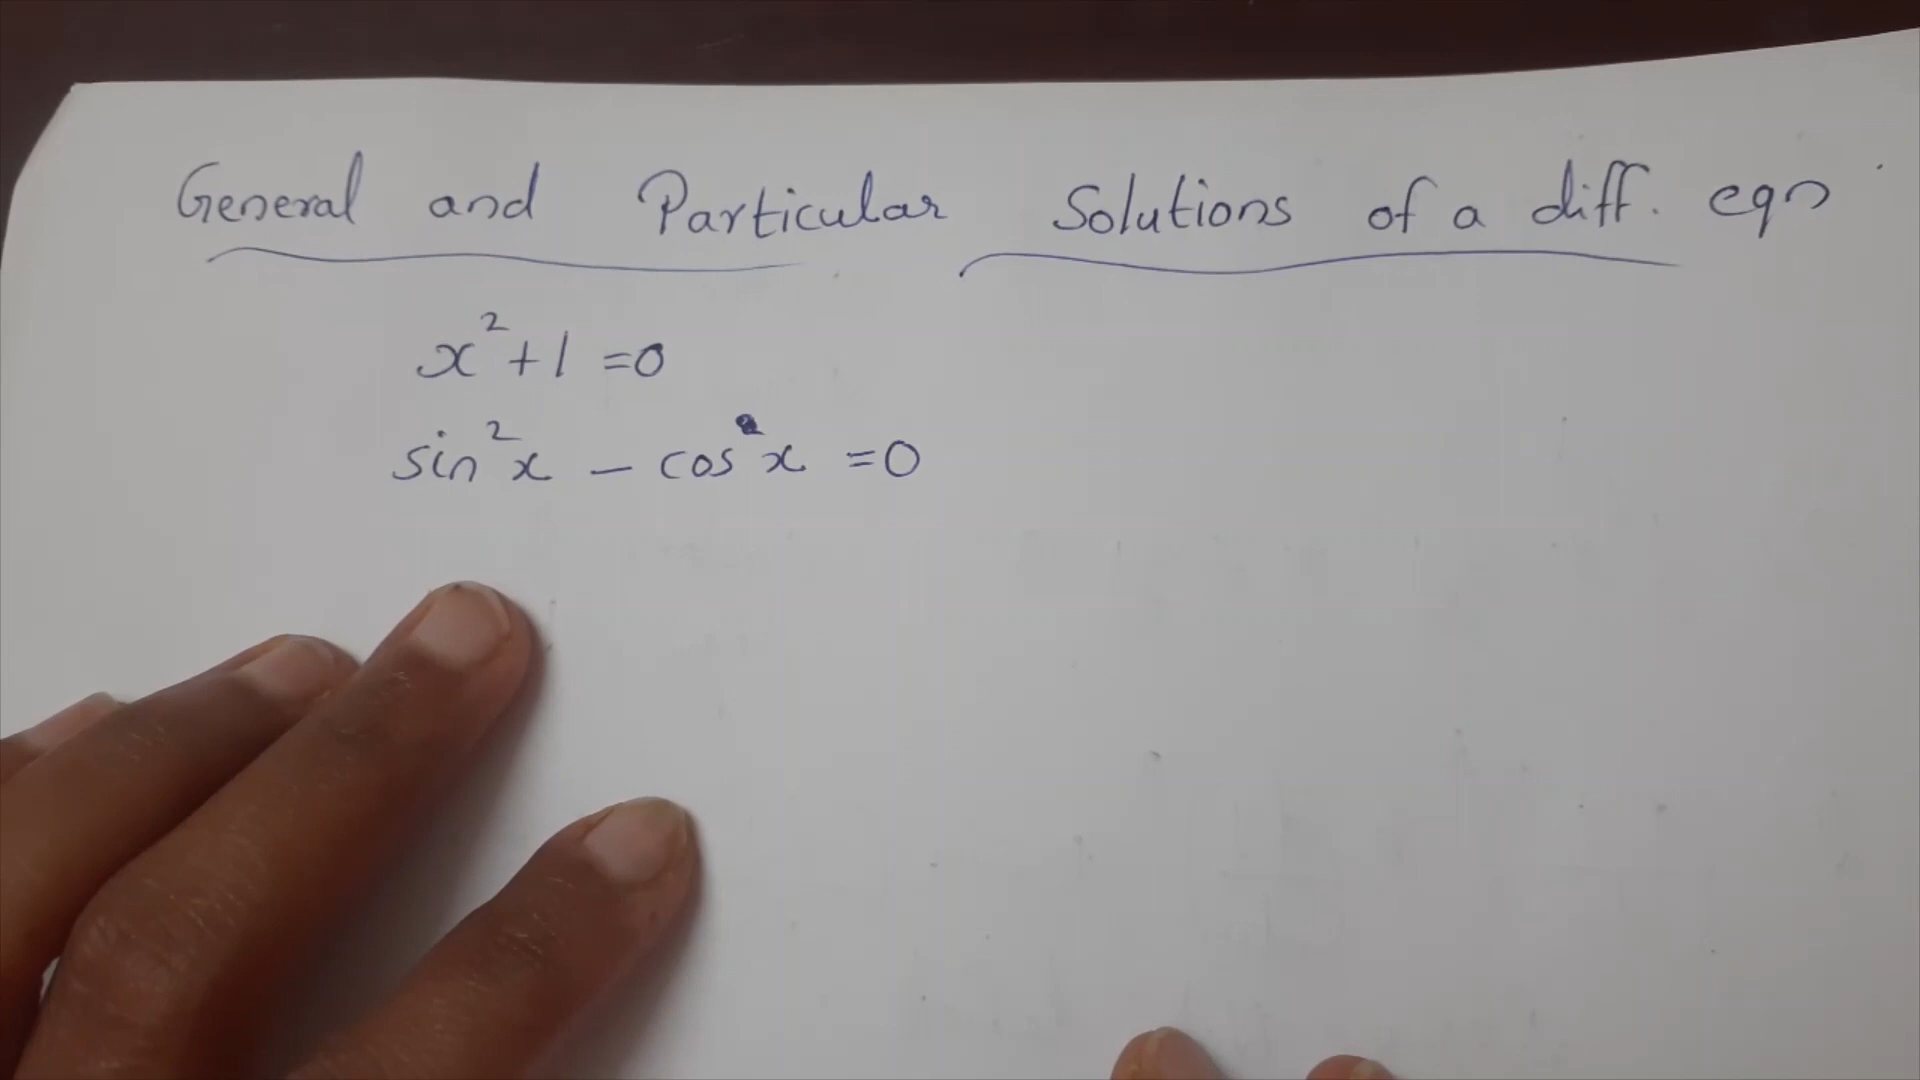 General and Particular Solutions of a diff. eqn
x² + 1 = 0
sin²x - cos²x = 0